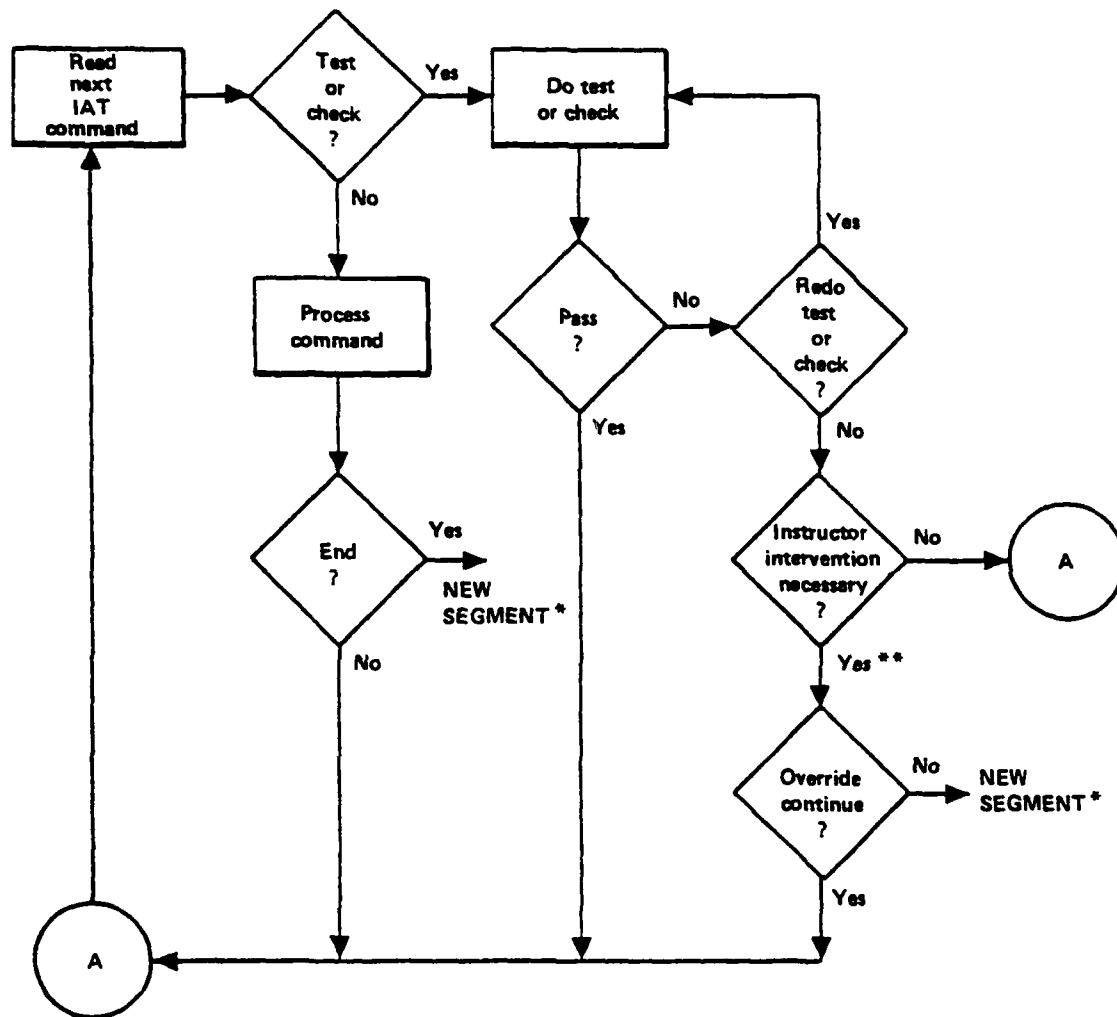 Read
next
IAT
command
Test
or
check
?
Yes
No
Do test
or check
Process
command
Pass
?
No
Yes
Redo
test
or
check
?
Yes
No
End
?
Yes
NEW
SEGMENT*
No
Instructor
intervention
necessary
?
No
A
Yes**
Override
continue
?
No
NEW
SEGMENT*
Yes
A